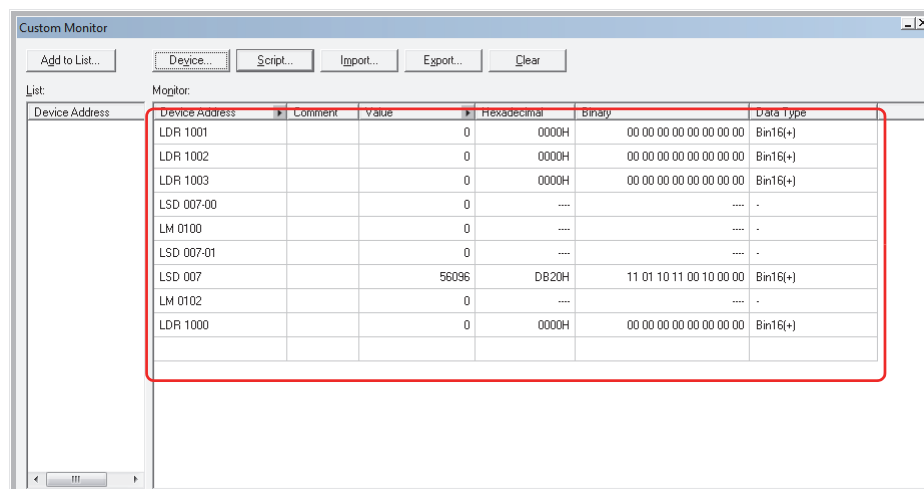 Custom Monitor
Add to List... Device... Script... Import... Export... Clear
List: Monitor:
Device Address Device Address Comment Value Hexadecimal Binary Data Type
LDR 1001 0 0000H 00 00 00 00 00 00 00 00 Bin16(+)
LDR 1002 0 0000H 00 00 00 00 00 00 00 00 Bin16(+)
LDR 1003 0 0000H 00 00 00 00 00 00 00 00 Bin16(+)
LSD 007-00 0 ---- ---- -
LM 0100 0 ---- ---- -
LSD 007-01 0 ---- ---- -
LSD 007 56096 DB20H 11 01 10 11 00 10 00 00 Bin16(+)
LM 0102 0 ---- ---- -
LDR 1000 0 0000H 00 00 00 00 00 00 00 00 Bin16(+)